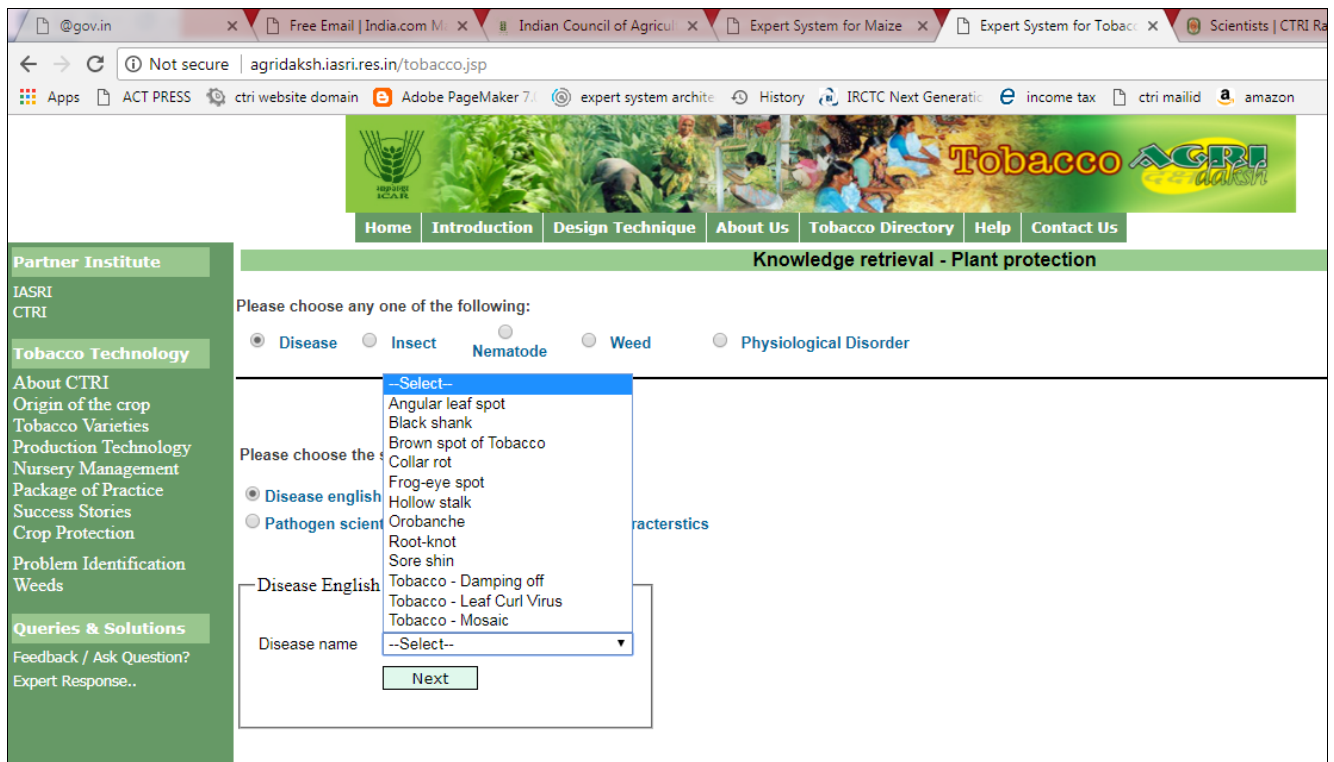 @gov.in
Free Email | India.com M
Indian Council of Agricul
Expert System for Maize
Expert System for Tobacc
Scientists | CTRI Ra
Not secure | agridaksh.iasri.res.in/tobacco.jsp
Apps ACT PRESS ctri website domain Adobe PageMaker 7. expert system archite History IRCTC Next Generatio income tax ctri mailid amazon
ICAR
Tobacco AGRI daksh
Home Introduction Design Technique About Us Tobacco Directory Help Contact Us
Partner Institute
IASRI
CTRI
Tobacco Technology
About CTRI
Origin of the crop
Tobacco Varieties
Production Technology
Nursery Management
Package of Practice
Success Stories
Crop Protection
Problem Identification
Weeds
Queries & Solutions
Feedback / Ask Question?
Expert Response..
Knowledge retrieval - Plant protection
Please choose any one of the following:
Disease Insect Nematode Weed Physiological Disorder
Please choose the s
Disease english
Pathogen scient racterstics
Disease English
--Select--
Angular leaf spot
Black shank
Brown spot of Tobacco
Collar rot
Frog-eye spot
Hollow stalk
Orobanche
Root-knot
Sore shin
Tobacco - Damping off
Tobacco - Leaf Curl Virus
Tobacco - Mosaic
Disease name --Select--
Next